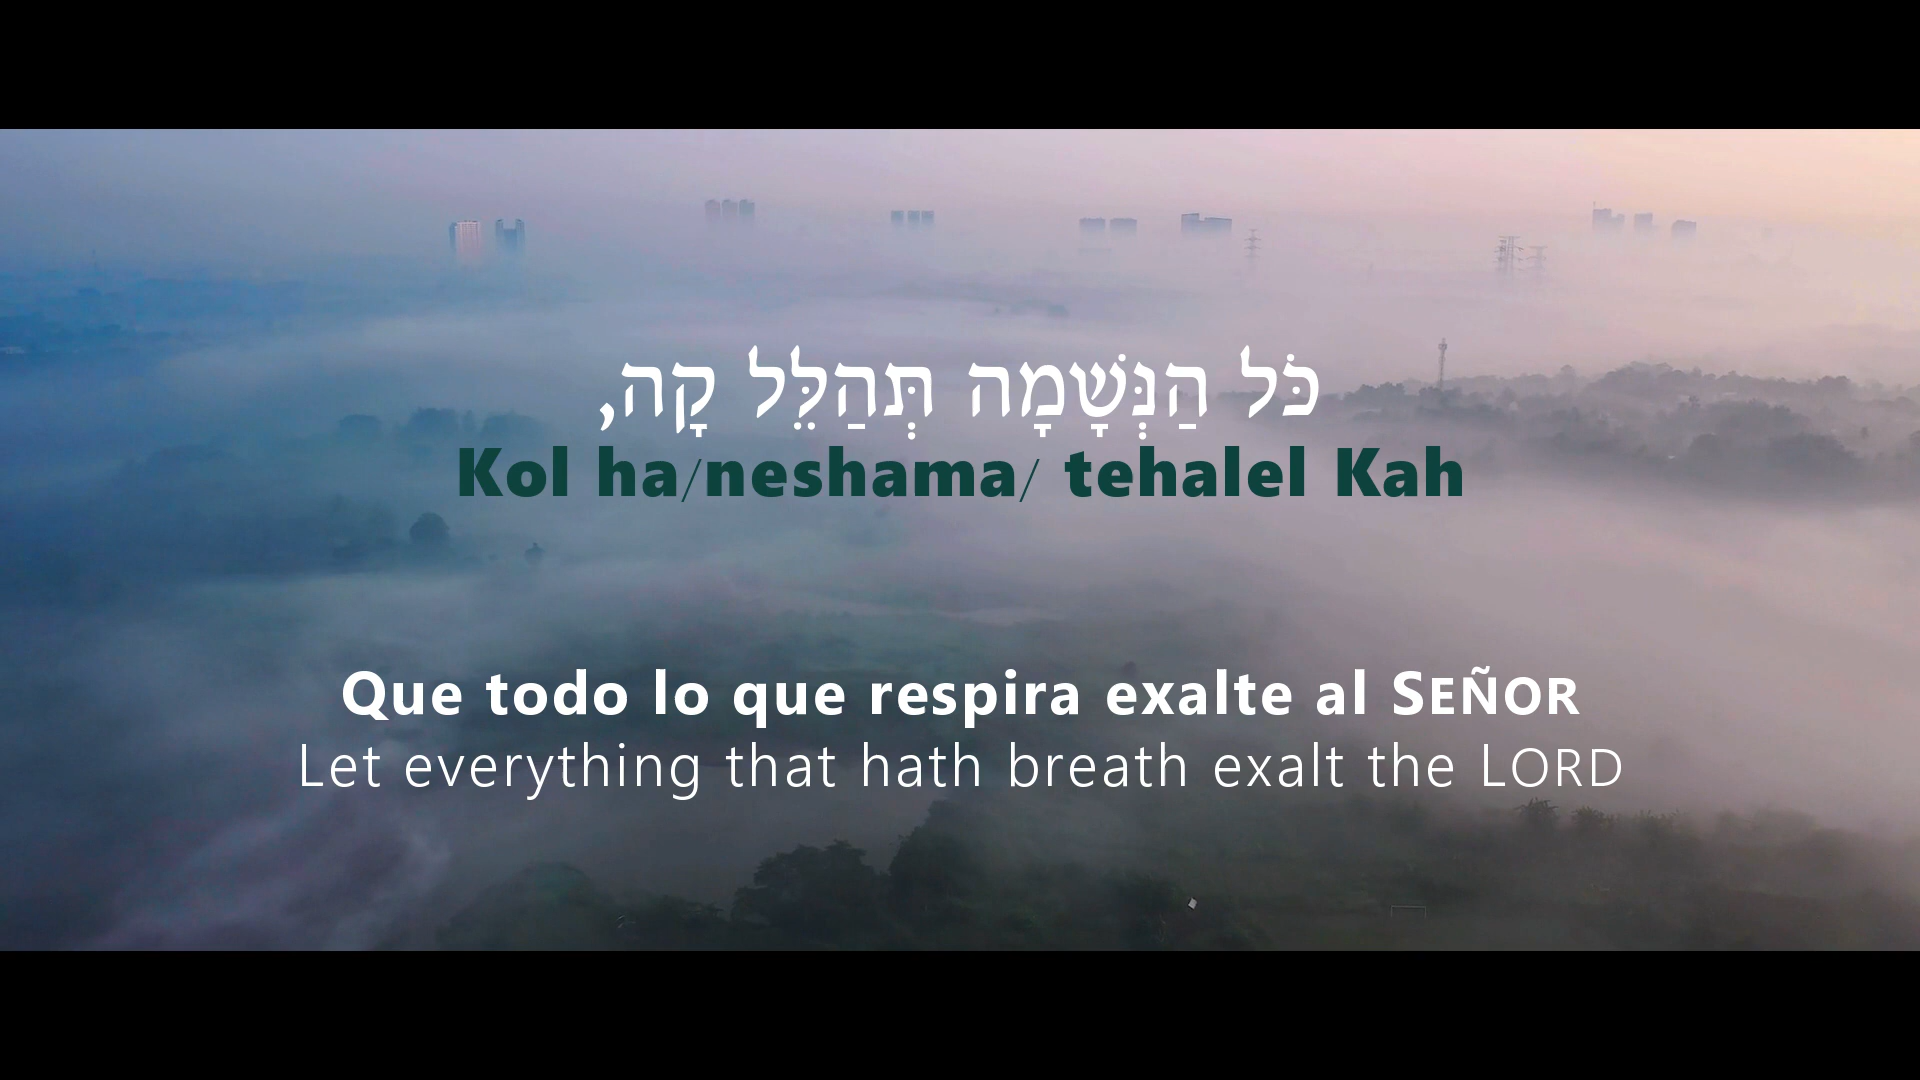 כֹּל הַנְּשָׁמָה תְּהַלֵּל קָה,
Kol ha/neshama/ tehalel Kah
Que todo lo que respira exalte al SEÑOR
Let everything that hath breath exalt the LORD